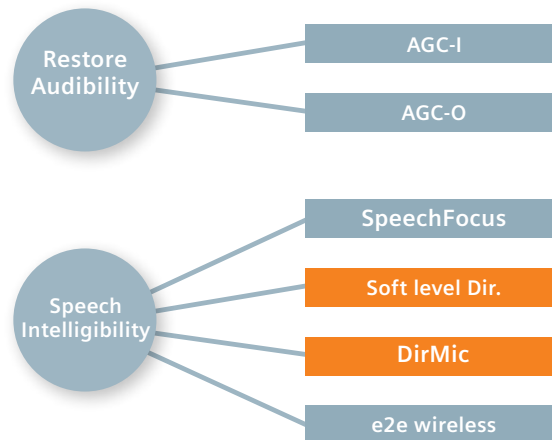 Restore
Audibility
AGC-I
AGC-O
Speech
Intelligibility
SpeechFocus
Soft level Dir.
DirMic
e2e wireless